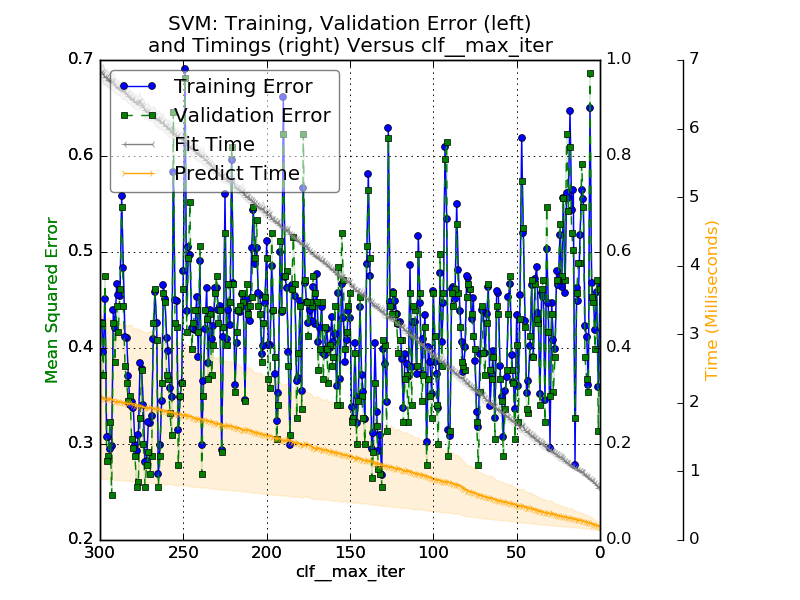 SVM: Training, Validation Error (left)
and Timings (right) Versus clf__max_iter
Training Error
Validation Error
Fit Time
Predict Time
Mean Squared Error
0.7
0.6
0.5
0.4
0.3
0.2
1.0
0.8
0.6
0.4
0.2
0.0
7
6
5
4
3
2
1
0
Time (Milliseconds)
300 250 200 150 100 50 0
clf__max_iter